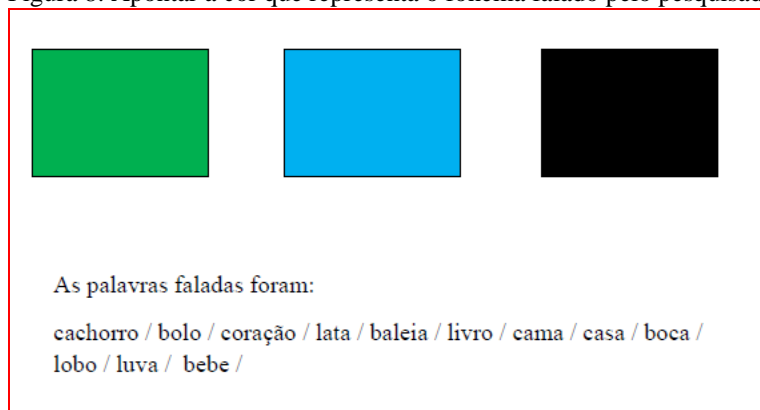 As palavras faladas foram:
cachorro / bolo / coração / lata / baleia / livro / cama / casa / boca /
lobo / luva / bebe /